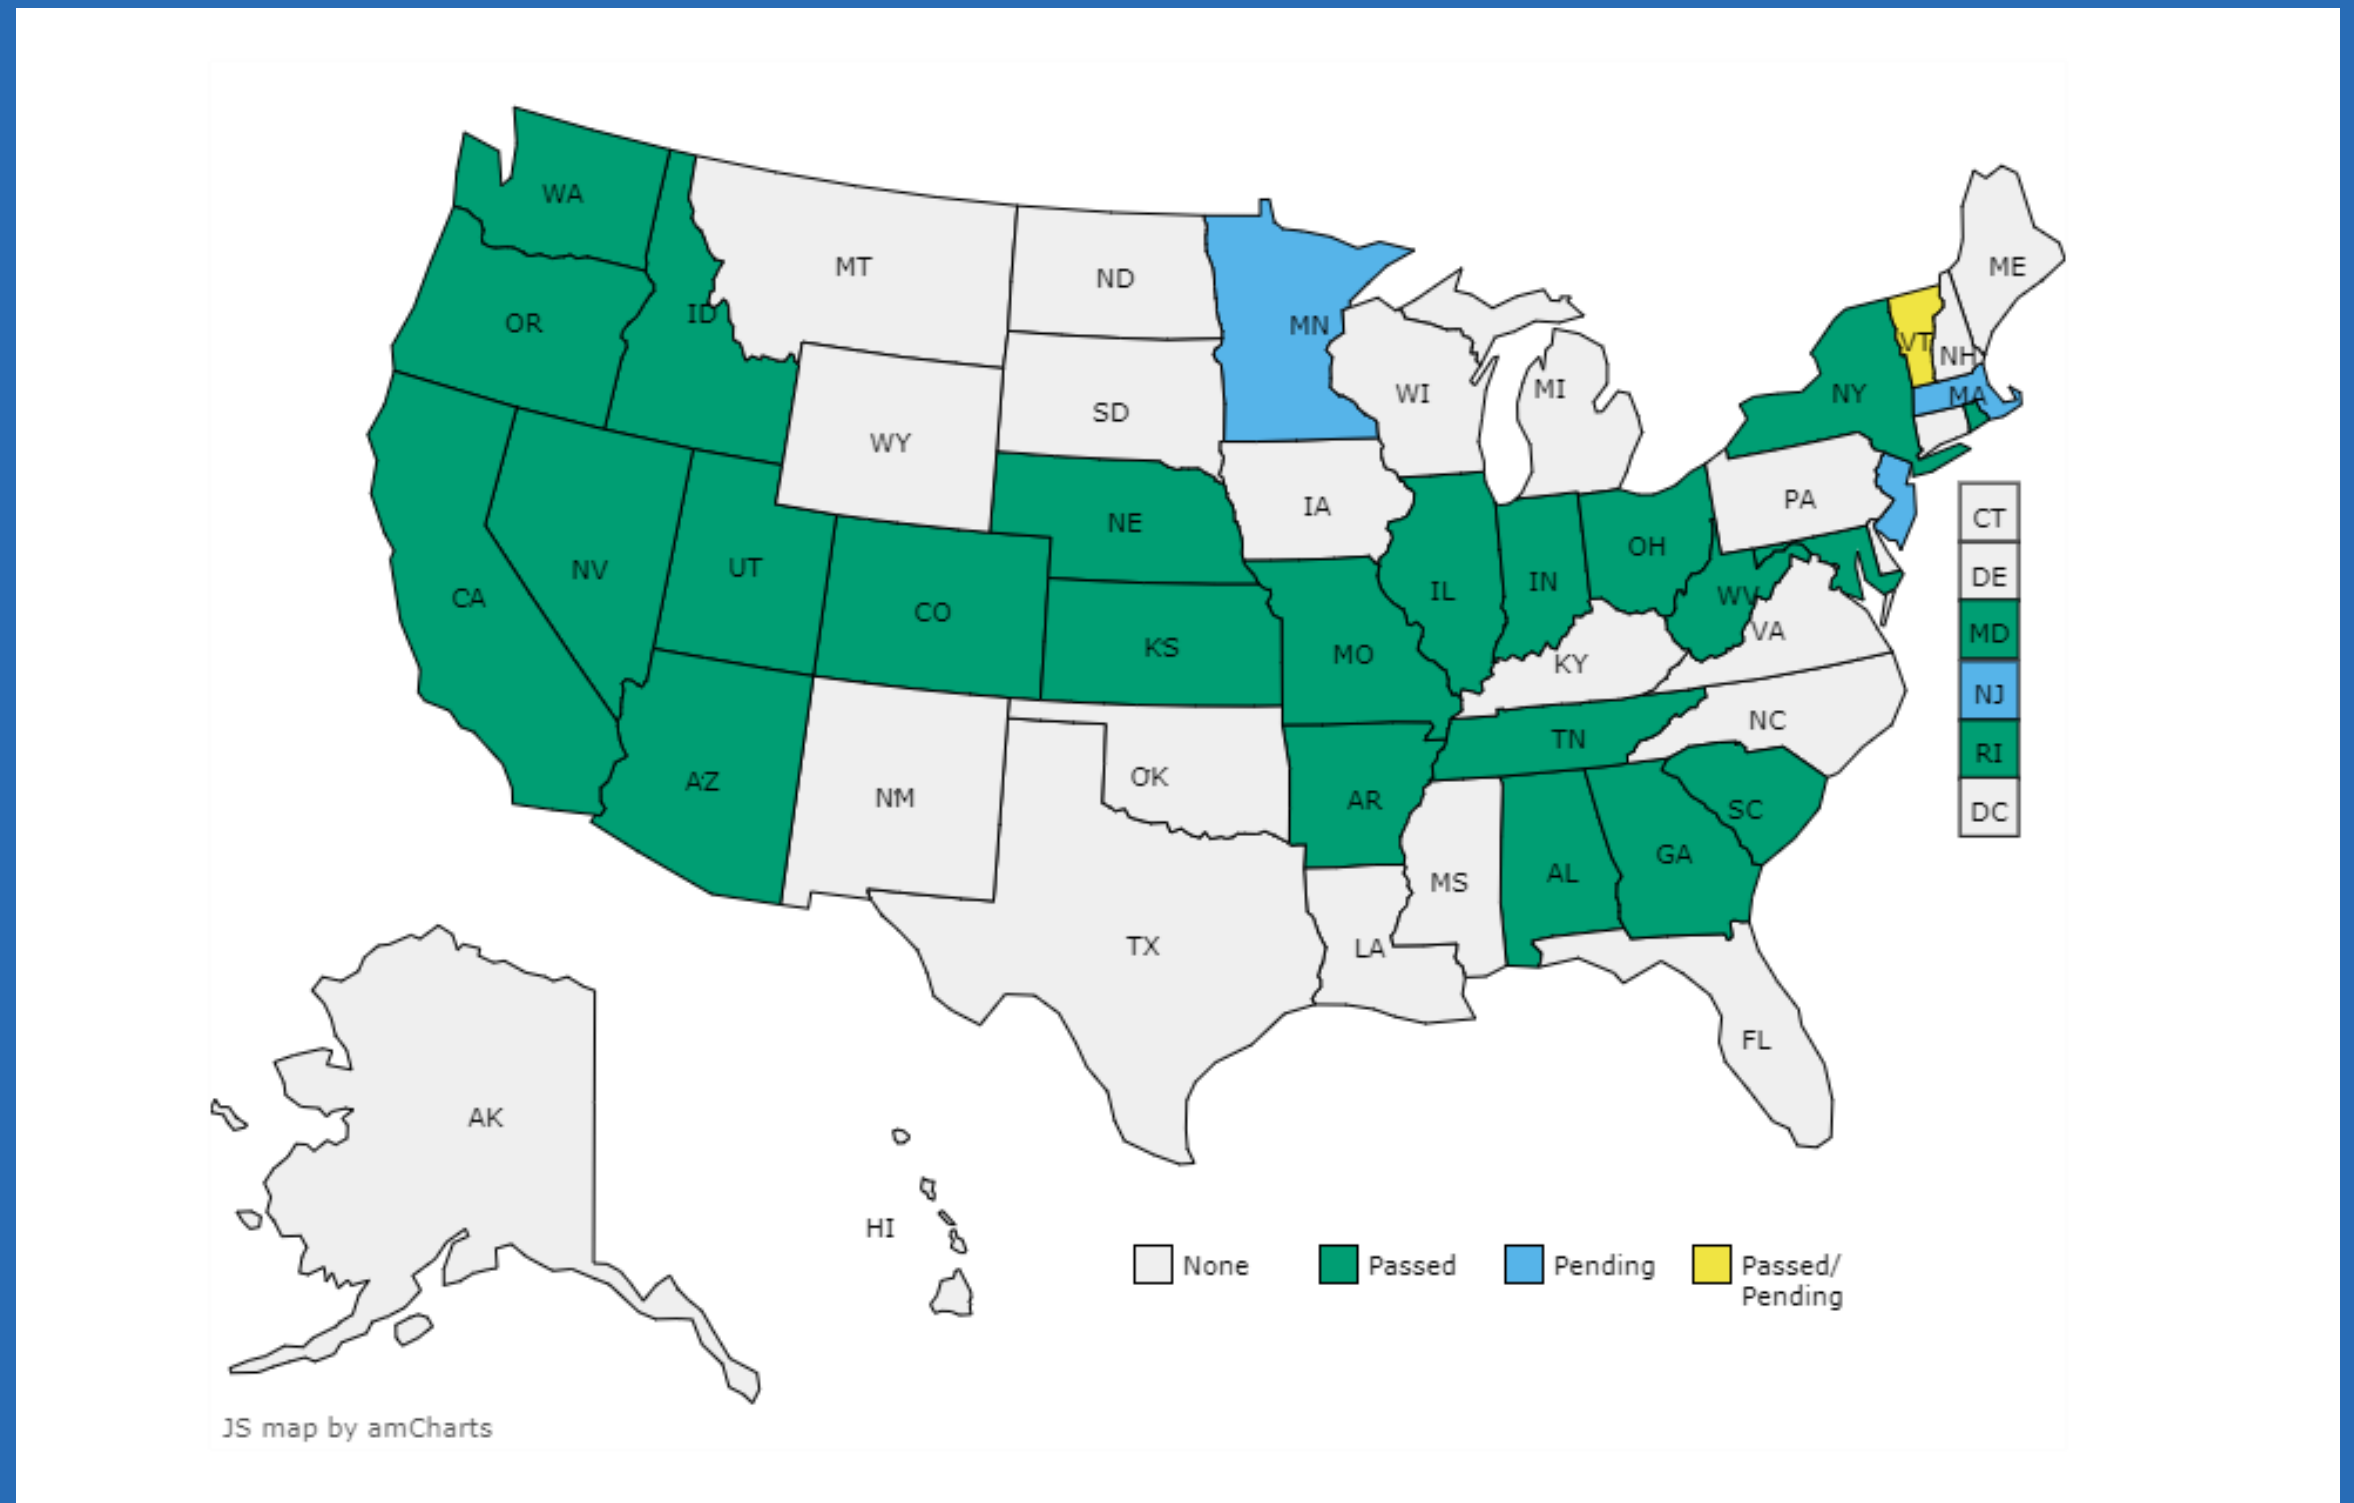 WA
MT
ND
ME
OR
ID
MN
VT
NH
WI
MI
NY
MA
SD
WY
IA
PA
NE
CT
NV
UT
OH
IN
DE
CA
CO
IL
WV
KS
MO
VA
MD
KY
NJ
NC
TN
RI
AZ
NM
OK
AR
SC
DC
GA
MS
AL
TX
LA
FL
AK
HI
None
Passed
Pending
Passed/
Pending
JS map by amCharts